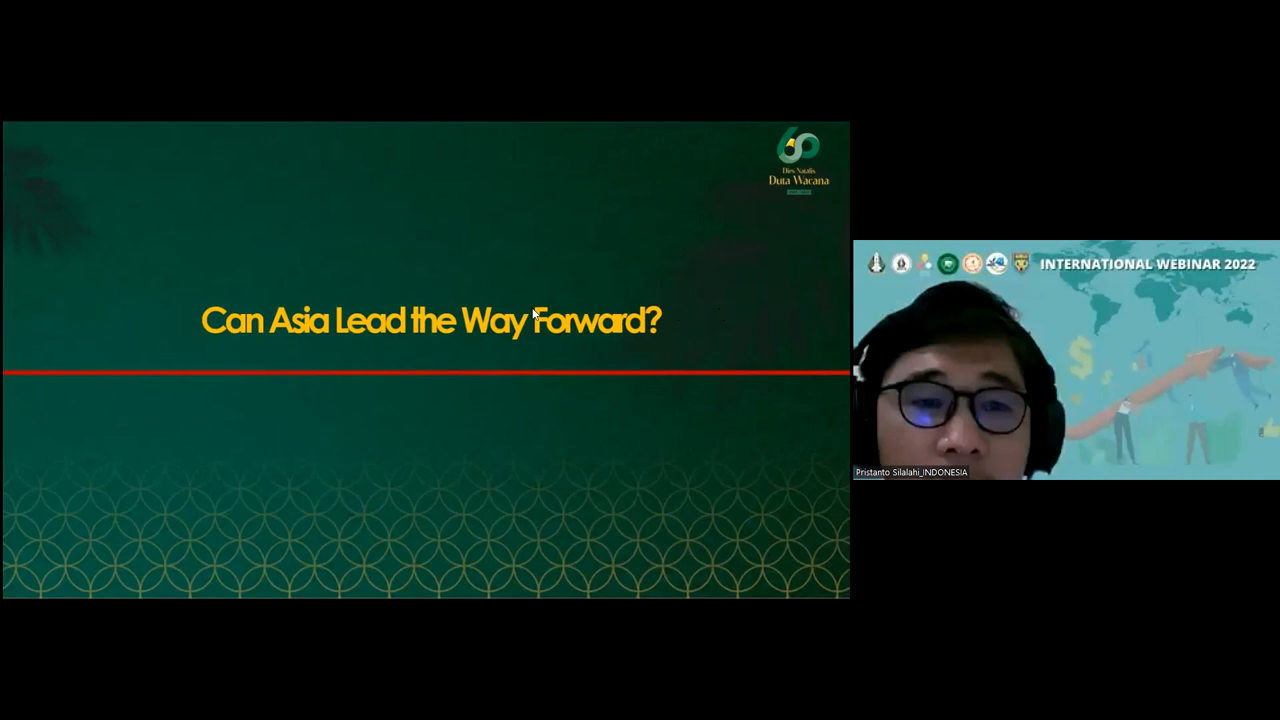 Dies Natalis
Duta Wacana
Can Asia Lead the Way Forward?
INTERNATIONAL WEBINAR 2022
Pristanto Silalahi_INDONESIA